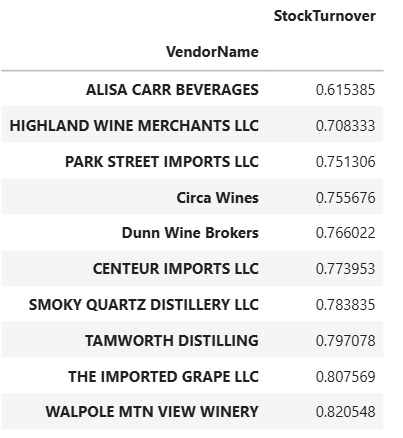 StockTurnover
VendorName
ALISA CARR BEVERAGES 0.615385
HIGHLAND WINE MERCHANTS LLC 0.708333
PARK STREET IMPORTS LLC 0.751306
Circa Wines 0.755676
Dunn Wine Brokers 0.766022
CENTEUR IMPORTS LLC 0.773953
SMOKY QUARTZ DISTILLERY LLC 0.783835
TAMWORTH DISTILLING 0.797078
THE IMPORTED GRAPE LLC 0.807569
WALPOLE MTN VIEW WINERY 0.820548